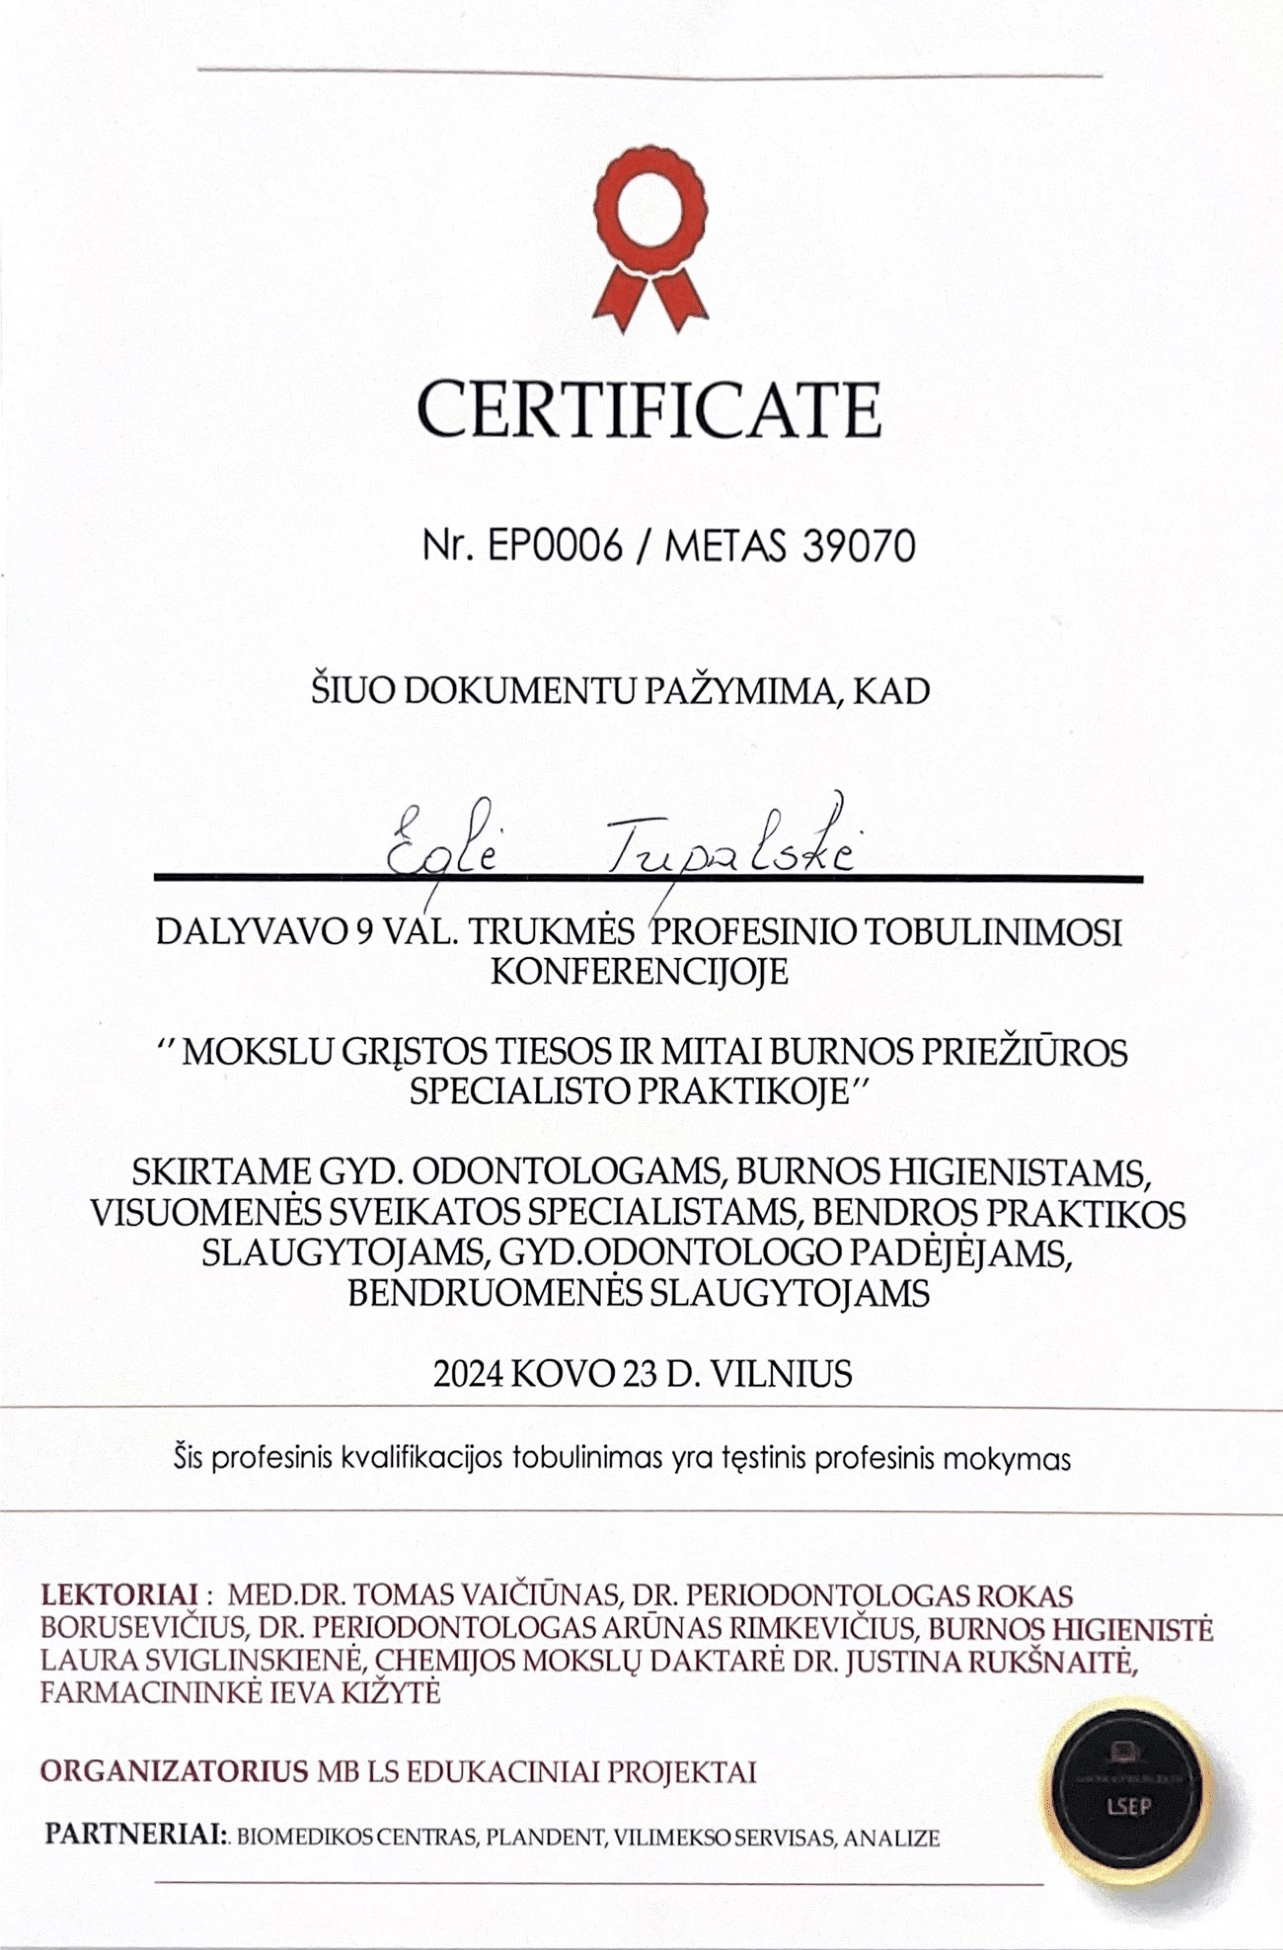 CERTIFICATE
Nr. EP0006 / METAS 39070
ŠIUO DOKUMENTU PAŽYMIMA, KAD
Eglė Tupalskė
DALYVAVO 9 VAL. TRUKMĖS PROFESINIO TOBULINIMOSI
KONFERENCIJOJE
‘‘MOKSLU GRĮSTOS TIESOS IR MITAI BURNOS PRIEŽIŪROS
SPECIALISTO PRAKTIKOJE’’
SKIRTAME GYD. ODONTOLOGAMS, BURNOS HIGIENISTAMS,
VISUOMENĖS SVEIKATOS SPECIALISTAMS, BENDROS PRAKTIKOS
SLAUGYTOJAMS, GYD.ODONTOLOGO PADĖJĖJAMS,
BENDRUOMENĖS SLAUGYTOJAMS
2024 KOVO 23 D. VILNIUS
Šis profesinis kvalifikacijos tobulinimas yra tęstinis profesinis mokymas
LEKTORIAI : MED.DR. TOMAS VAIČIŪNAS, DR. PERIODONTOLOGAS ROKAS
BORUSEVIČIUS, DR. PERIODONTOLOGAS ARŪNAS RIMKEVIČIUS, BURNOS HIGIENISTĖ
LAURA SVIGLINSKIENĖ, CHEMIJOS MOKSLŲ DAKTARĖ DR. JUSTINA RUKŠNAITĖ,
FARMACININKĖ IEVA KIŽYTĖ
ORGANIZATORIUS MB LS EDUKACINIAI PROJEKTAI
LSEP
PARTNERIAI:. BIOMEDIKOS CENTRAS, PLANDENT, VILIMEKSO SERVISAS, ANALIZE